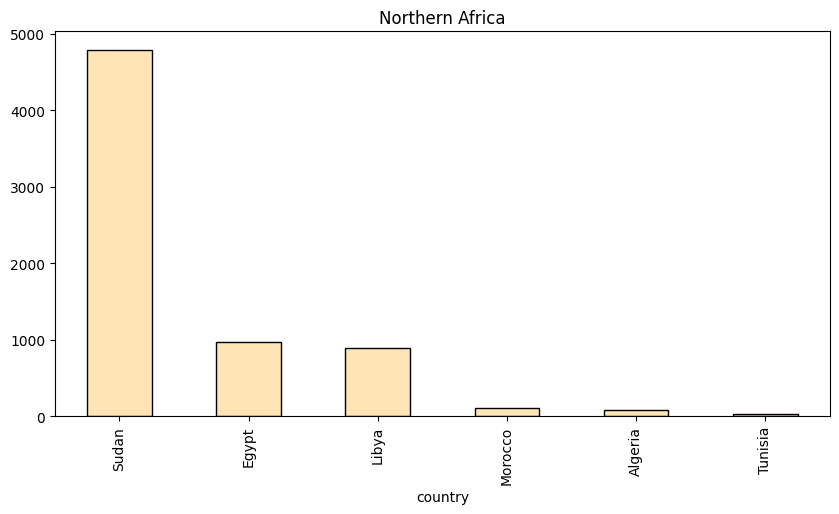 Northern Africa
5000
4000
3000
2000
1000
0
Sudan
Egypt
Libya
Morocco
Algeria
Tunisia
country